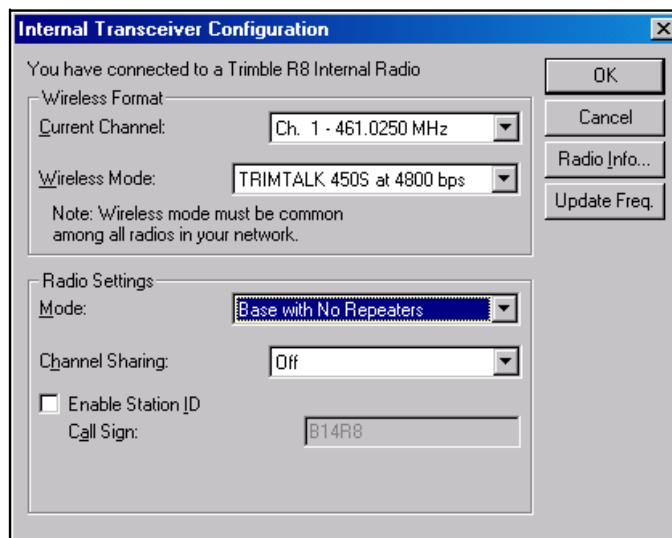 Internal Transceiver Configuration
You have connected to a Trimble R8 Internal Radio
Wireless Format
Current Channel: Ch. 1 - 461.0250 MHz
Wireless Mode: TRIMTALK 450S at 4800 bps
Note: Wireless mode must be common
among all radios in your network.
Radio Settings
Mode: Base with No Repeaters
Channel Sharing: Off
Enable Station ID
Call Sign: B14R8
OK
Cancel
Radio Info...
Update Freq.